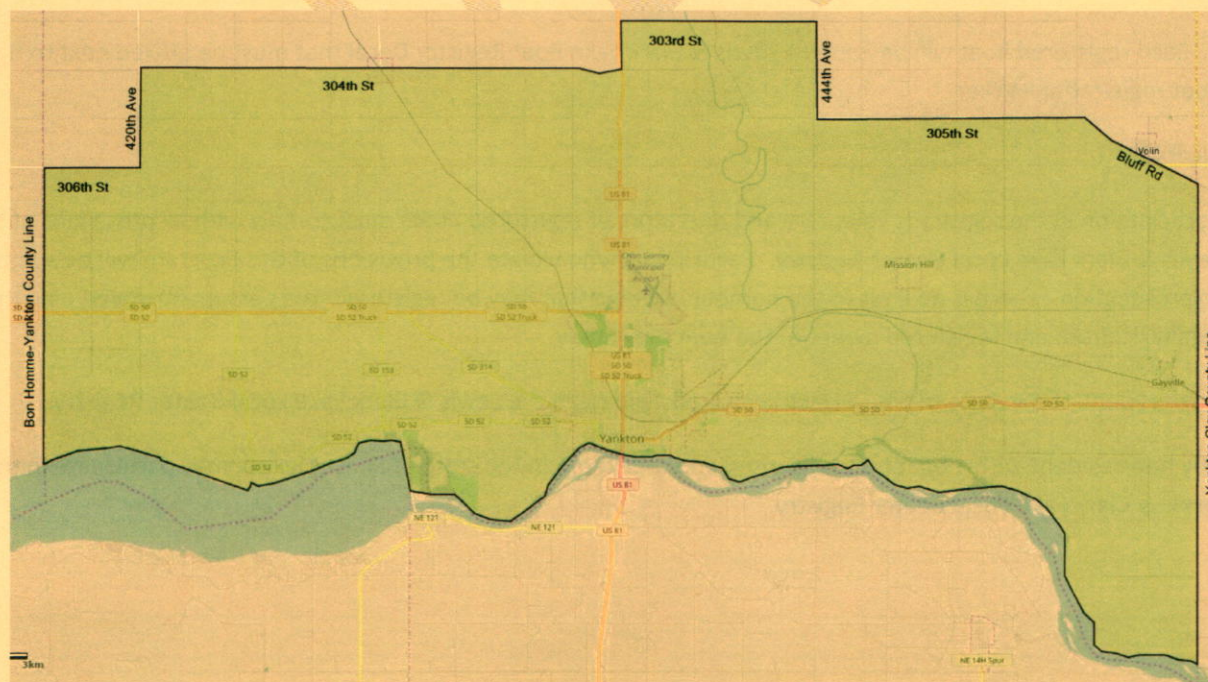 303rd St
444th Ave
304th St
420th Ave
305th St
Volin
Bluff Rd
306th St
US 81
Bon Homme-Yankton County Line
US 81
Chan Gurney
Municipal
Airport
Mission Hill
SD 50
SD 52
SD 50
SD 52 Truck
SD 50
SD 52 Truck
US 81
SD 50
SD 52 Truck
SD 52
SD 153
SD 314
Gayville
SD 50
SD 50
SD 50
SD 50
SD 52
SD 52
SD 52
SD 52
Yankton
SD 52
US 81
NE 121
NE 121
US 81
3km
NE 14H Spur